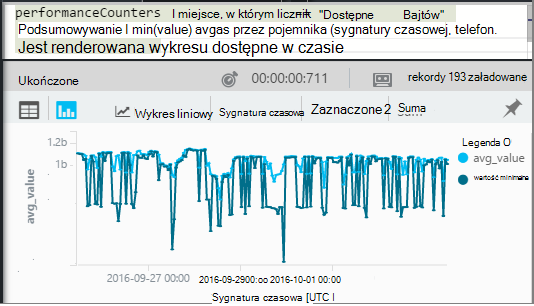 performanceCounters I miejsce, w którym licznik "Dostępne Bajtów"
Podsumowywanie I min(value) avgas przez pojemnika (sygnatury czasowej, telefon.
Jest renderowana wykresu dostępne w czasie
Ukończone 00:00:00:711 rekordy 193 załadowane
Wykres liniowy Sygnatura czasowa Zaznaczone 2 Suma
Legenda O
avg_value
wartość minimalna
1.2b
1b
avg_value
2016-09-27 00:00 2016-09-2900:00 2016-10-01 00:00
Sygnatura czasowa [UTC I